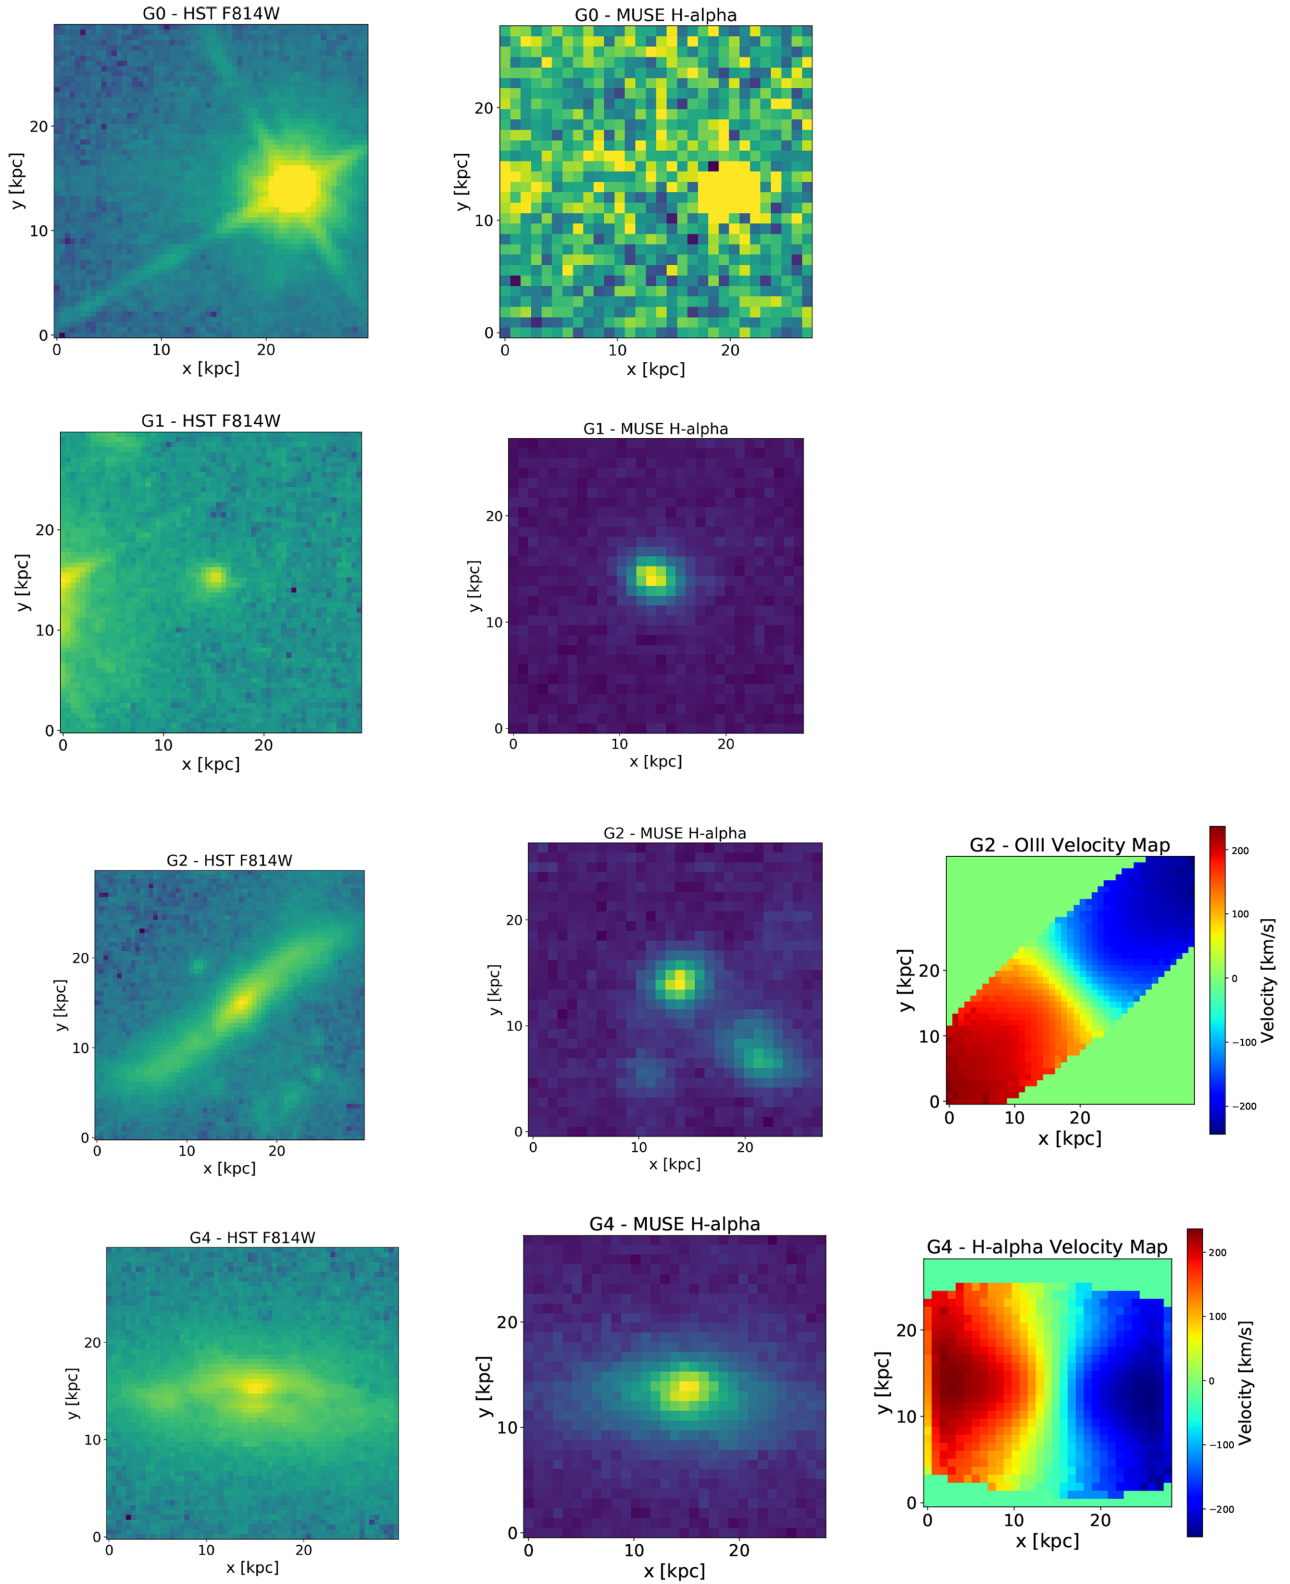 G0 - HST F814W
G0 - MUSE H-alpha
y [kpc]
20
10
0
0 10 20
x [kpc]
y [kpc]
20
10
0
0 10 20
x [kpc]
G1 - HST F814W
G1 - MUSE H-alpha
y [kpc]
20
10
0
0 10 20
x [kpc]
y [kpc]
20
10
0
0 10 20
x [kpc]
G2 - HST F814W
G2 - MUSE H-alpha
G2 - OIII Velocity Map
y [kpc]
20
10
0
0 10 20
x [kpc]
y [kpc]
20
10
0
0 10 20
x [kpc]
y [kpc]
20
10
0
0 10 20
x [kpc]
200
100
0
−100
−200
Velocity [km/s]
G4 - HST F814W
G4 - MUSE H-alpha
G4 - H-alpha Velocity Map
y [kpc]
20
10
0
0 10 20
x [kpc]
y [kpc]
20
10
0
0 10 20
x [kpc]
y [kpc]
20
10
0
0 10 20
x [kpc]
200
100
0
−100
−200
Velocity [km/s]